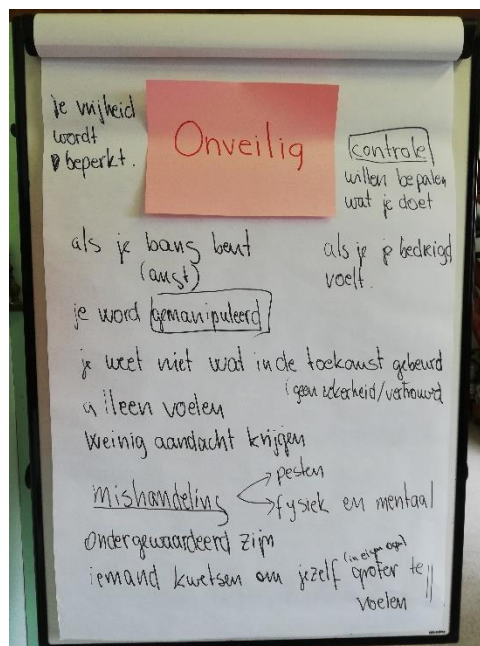 je vrijheid
wordt
beperkt.
Onveilig
controle
willen bepalen
wat je doet
als je bang bent
(angst)
als je je bedreigd
voelt.
je word gemanipuleerd
je weet niet wat in de toekomst gebeurd
(geen zekerheid/vertrouwd
alleen voelen
weinig aandacht krijgen
mishandeling
pesten
fysiek en mentaal
ondergewaardeerd zijn
(in eigen ogen)
iemand kwetsen om jezelf groter te
voelen